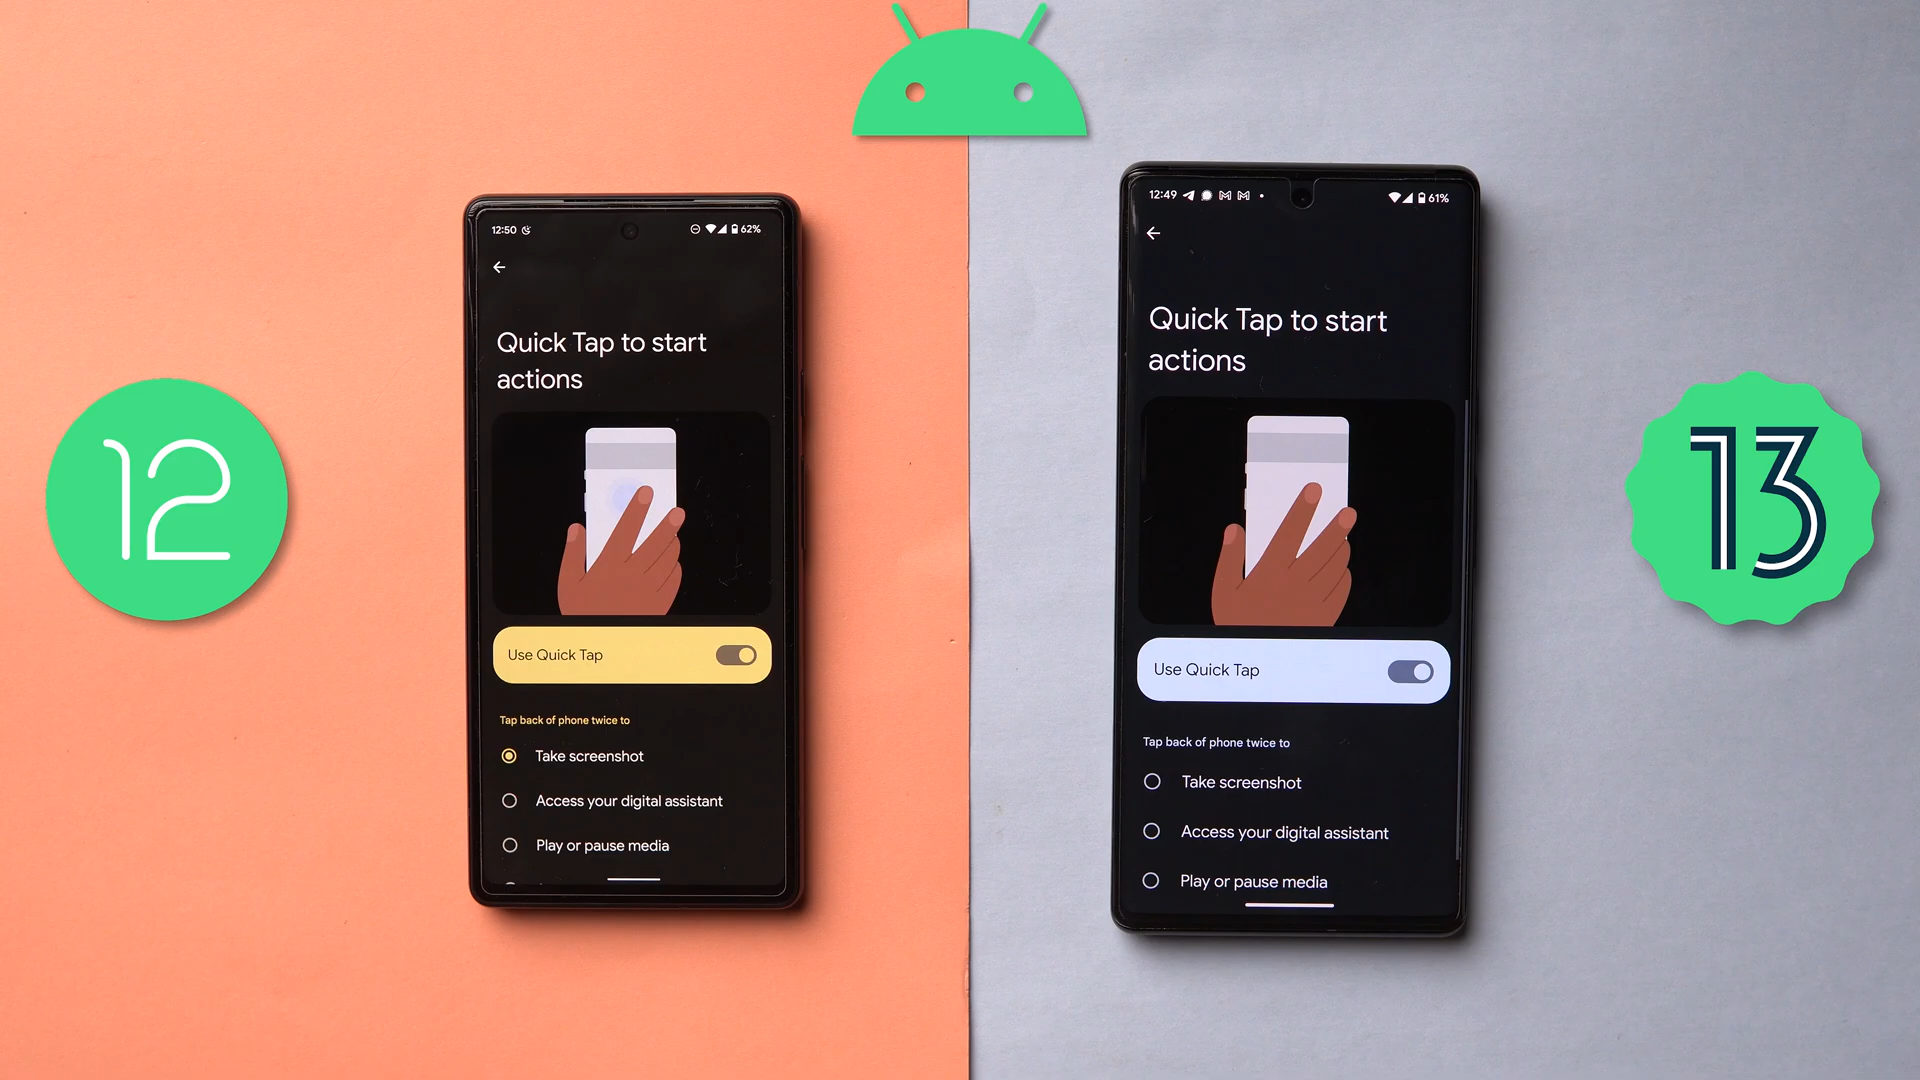 12:50
62%
Quick Tap to start
actions
Use Quick Tap
Tap back of phone twice to
Take screenshot
Access your digital assistant
Play or pause media
12
12:49
61%
Quick Tap to start
actions
Use Quick Tap
Tap back of phone twice to
Take screenshot
Access your digital assistant
Play or pause media
13